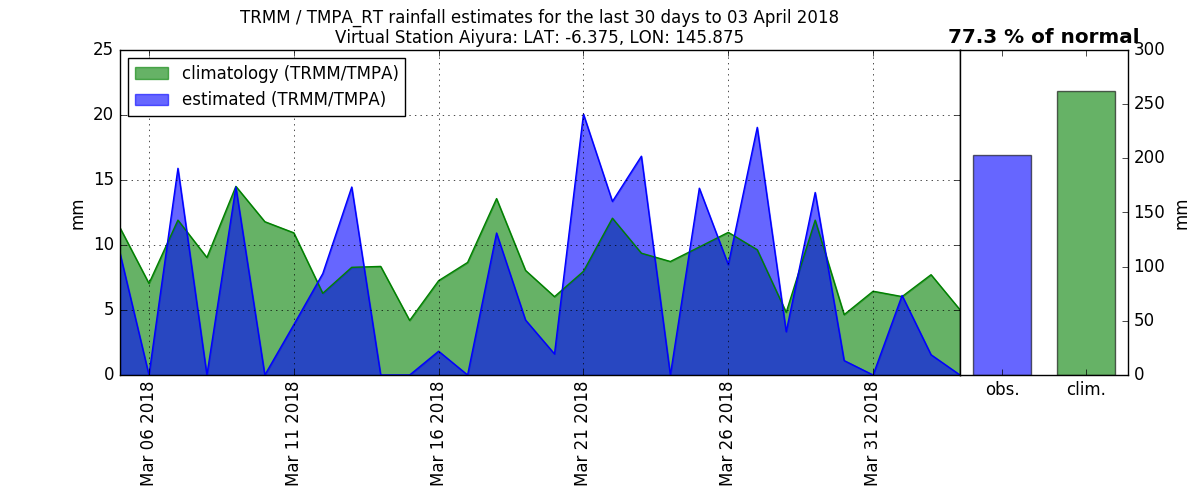 TRMM / TMPA_RT rainfall estimates for the last 30 days to 03 April 2018
Virtual Station Aiyura: LAT: -6.375, LON: 145.875
77.3 % of normal
climatology (TRMM/TMPA)
estimated (TRMM/TMPA)
mm
25
20
15
10
5
0
Mar 06 2018
Mar 11 2018
Mar 16 2018
Mar 21 2018
Mar 26 2018
Mar 31 2018
obs.
clim.
300
250
200
150
100
50
0
mm